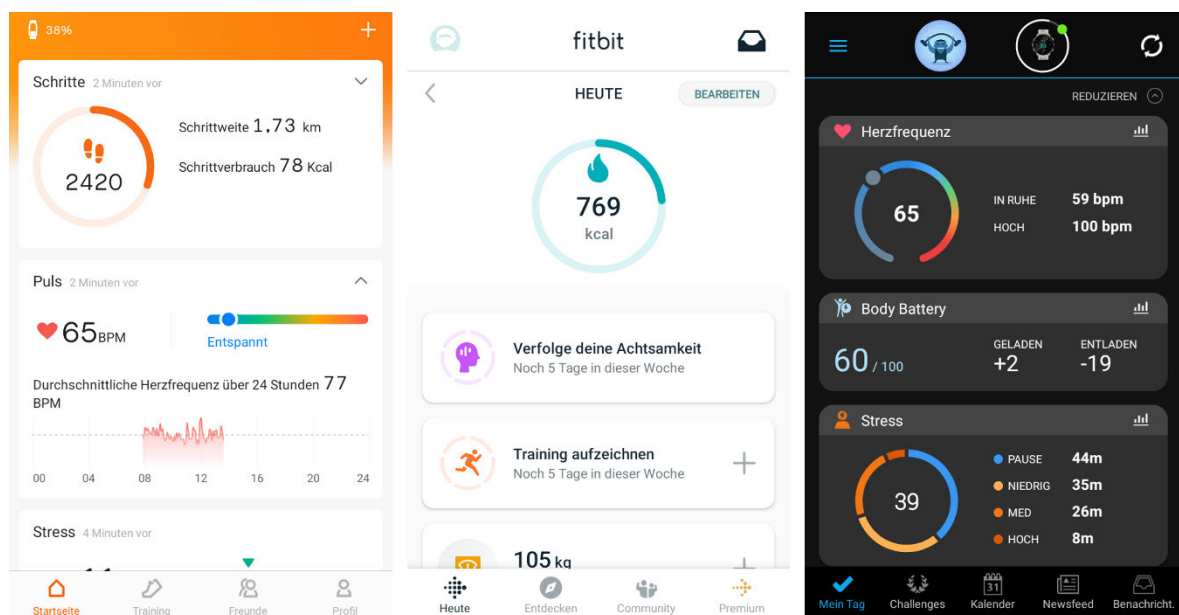 38%
Schritte 2 Minuten vor
2420
Schrittweite 1,73 km
Schrittverbrauch 78 Kcal
Puls 2 Minuten vor
65 BPM
Entspannt
Durchschnittliche Herzfrequenz über 24 Stunden 77
BPM
00 04 08 12 16 20 24
Stress 4 Minuten vor
Startseite Training Freunde Profil
fitbit
HEUTE BEARBEITEN
769
kcal
Verfolge deine Achtsamkeit
Noch 5 Tage in dieser Woche
Training aufzeichnen
Noch 5 Tage in dieser Woche
105 kg
Heute Entdecken Community Premium
REDUZIEREN
Herzfrequenz
65
IN RUHE 59 bpm
HOCH 100 bpm
Body Battery
60 / 100
GELADEN ENTLADEN
+2 -19
Stress
39
PAUSE 44m
NIEDRIG 35m
MED 26m
HOCH 8m
31
Mein Tag Challenges Kalender Newsfeed Benachricht.